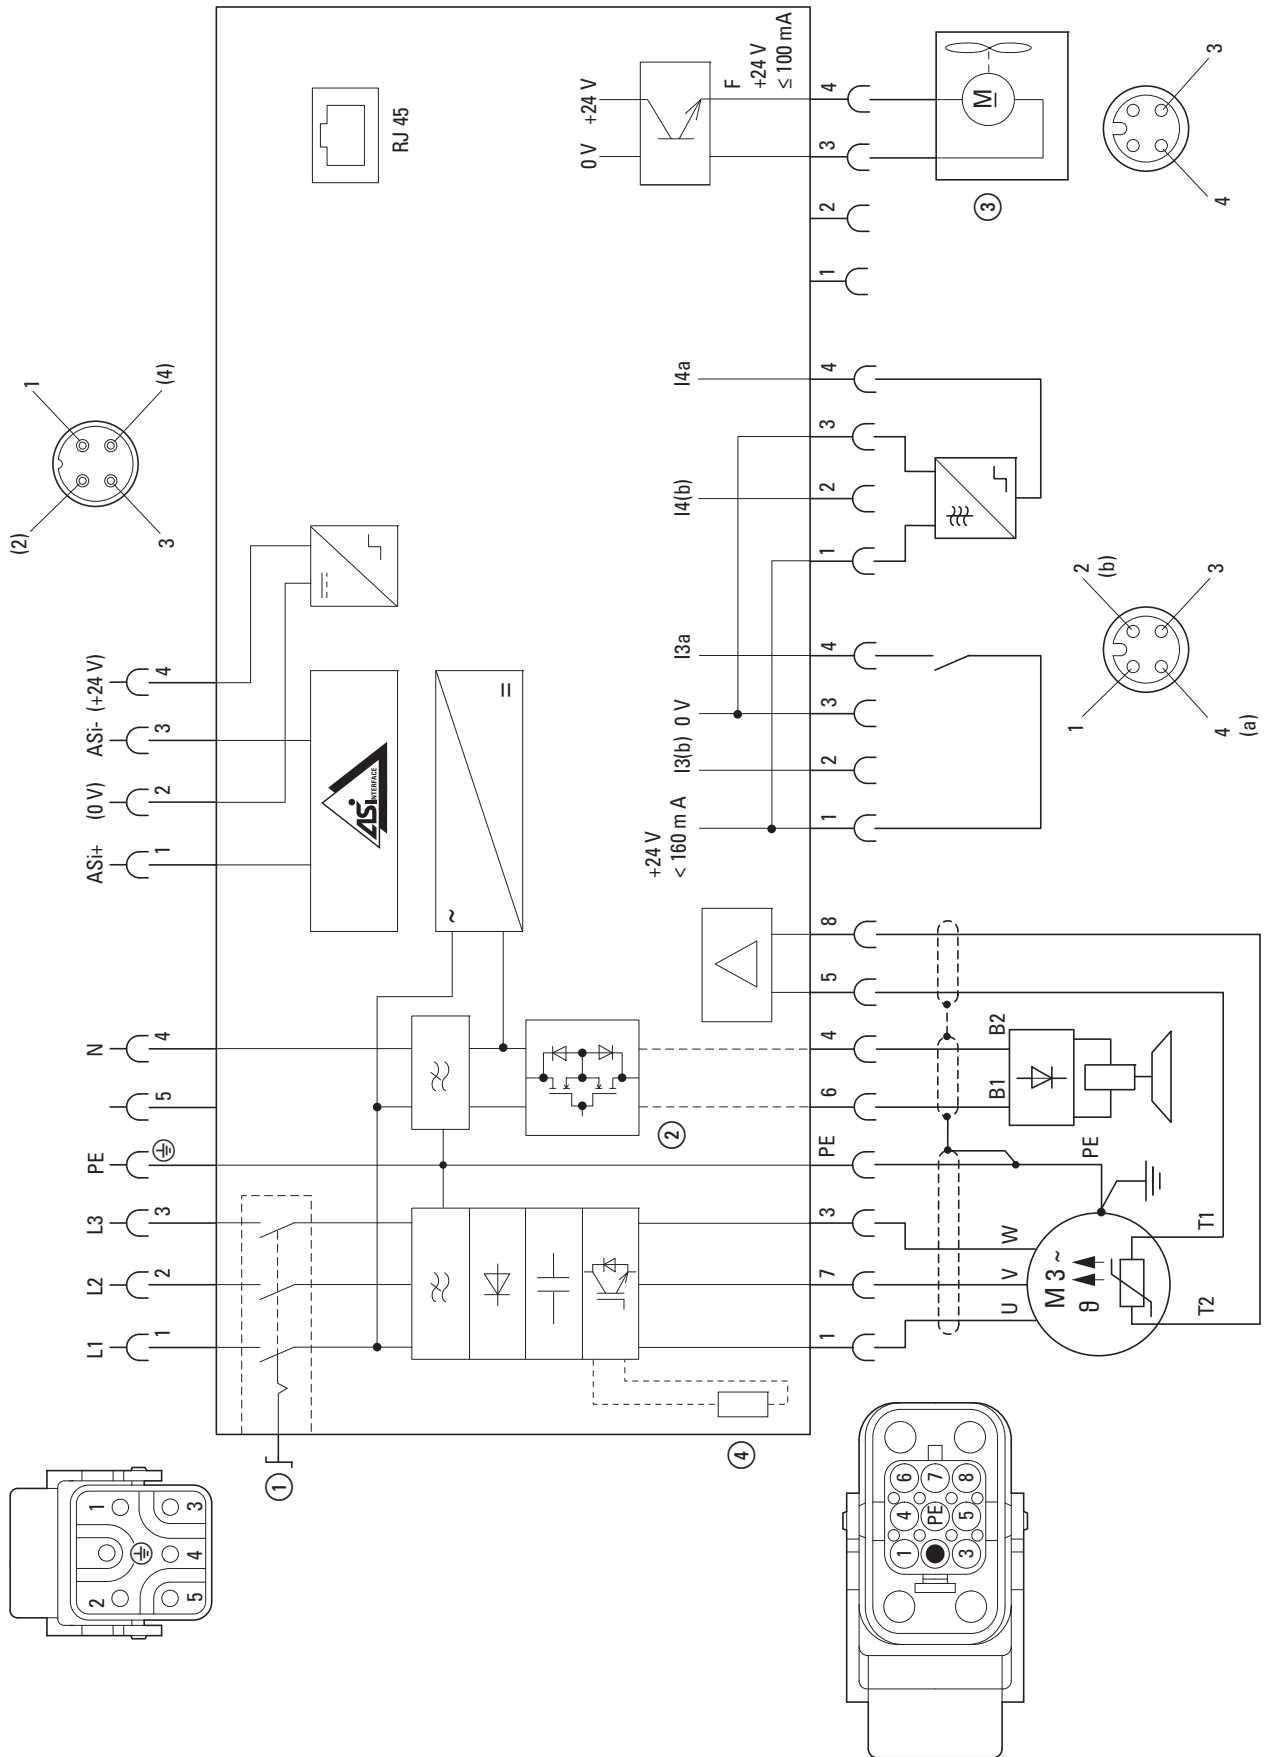 L1
L2
L3
PE
N
1
2
3
5
4
ASi+
(0 V)
ASi-
(+24 V)
1
2
3
4
(2)
1
3
(4)
1
2
3
4
5
ASi
INTERFACE
~
=
RJ 45
0 V
+24 V
F
+24 V
≤ 100 mA
1
2
3
4
M
3
3
4
+24 V
< 160 m A
I3(b)
0 V
I3a
I4(b)
I4a
1
2
3
4
1
2
3
4
1
2
(b)
3
4
(a)
1
2
4
1
7
3
PE
6
4
5
8
U
V
W
PE
B1
B2
M 3 ~
ϑ
T1
T2
1
3
4
PE
5
6
7
8